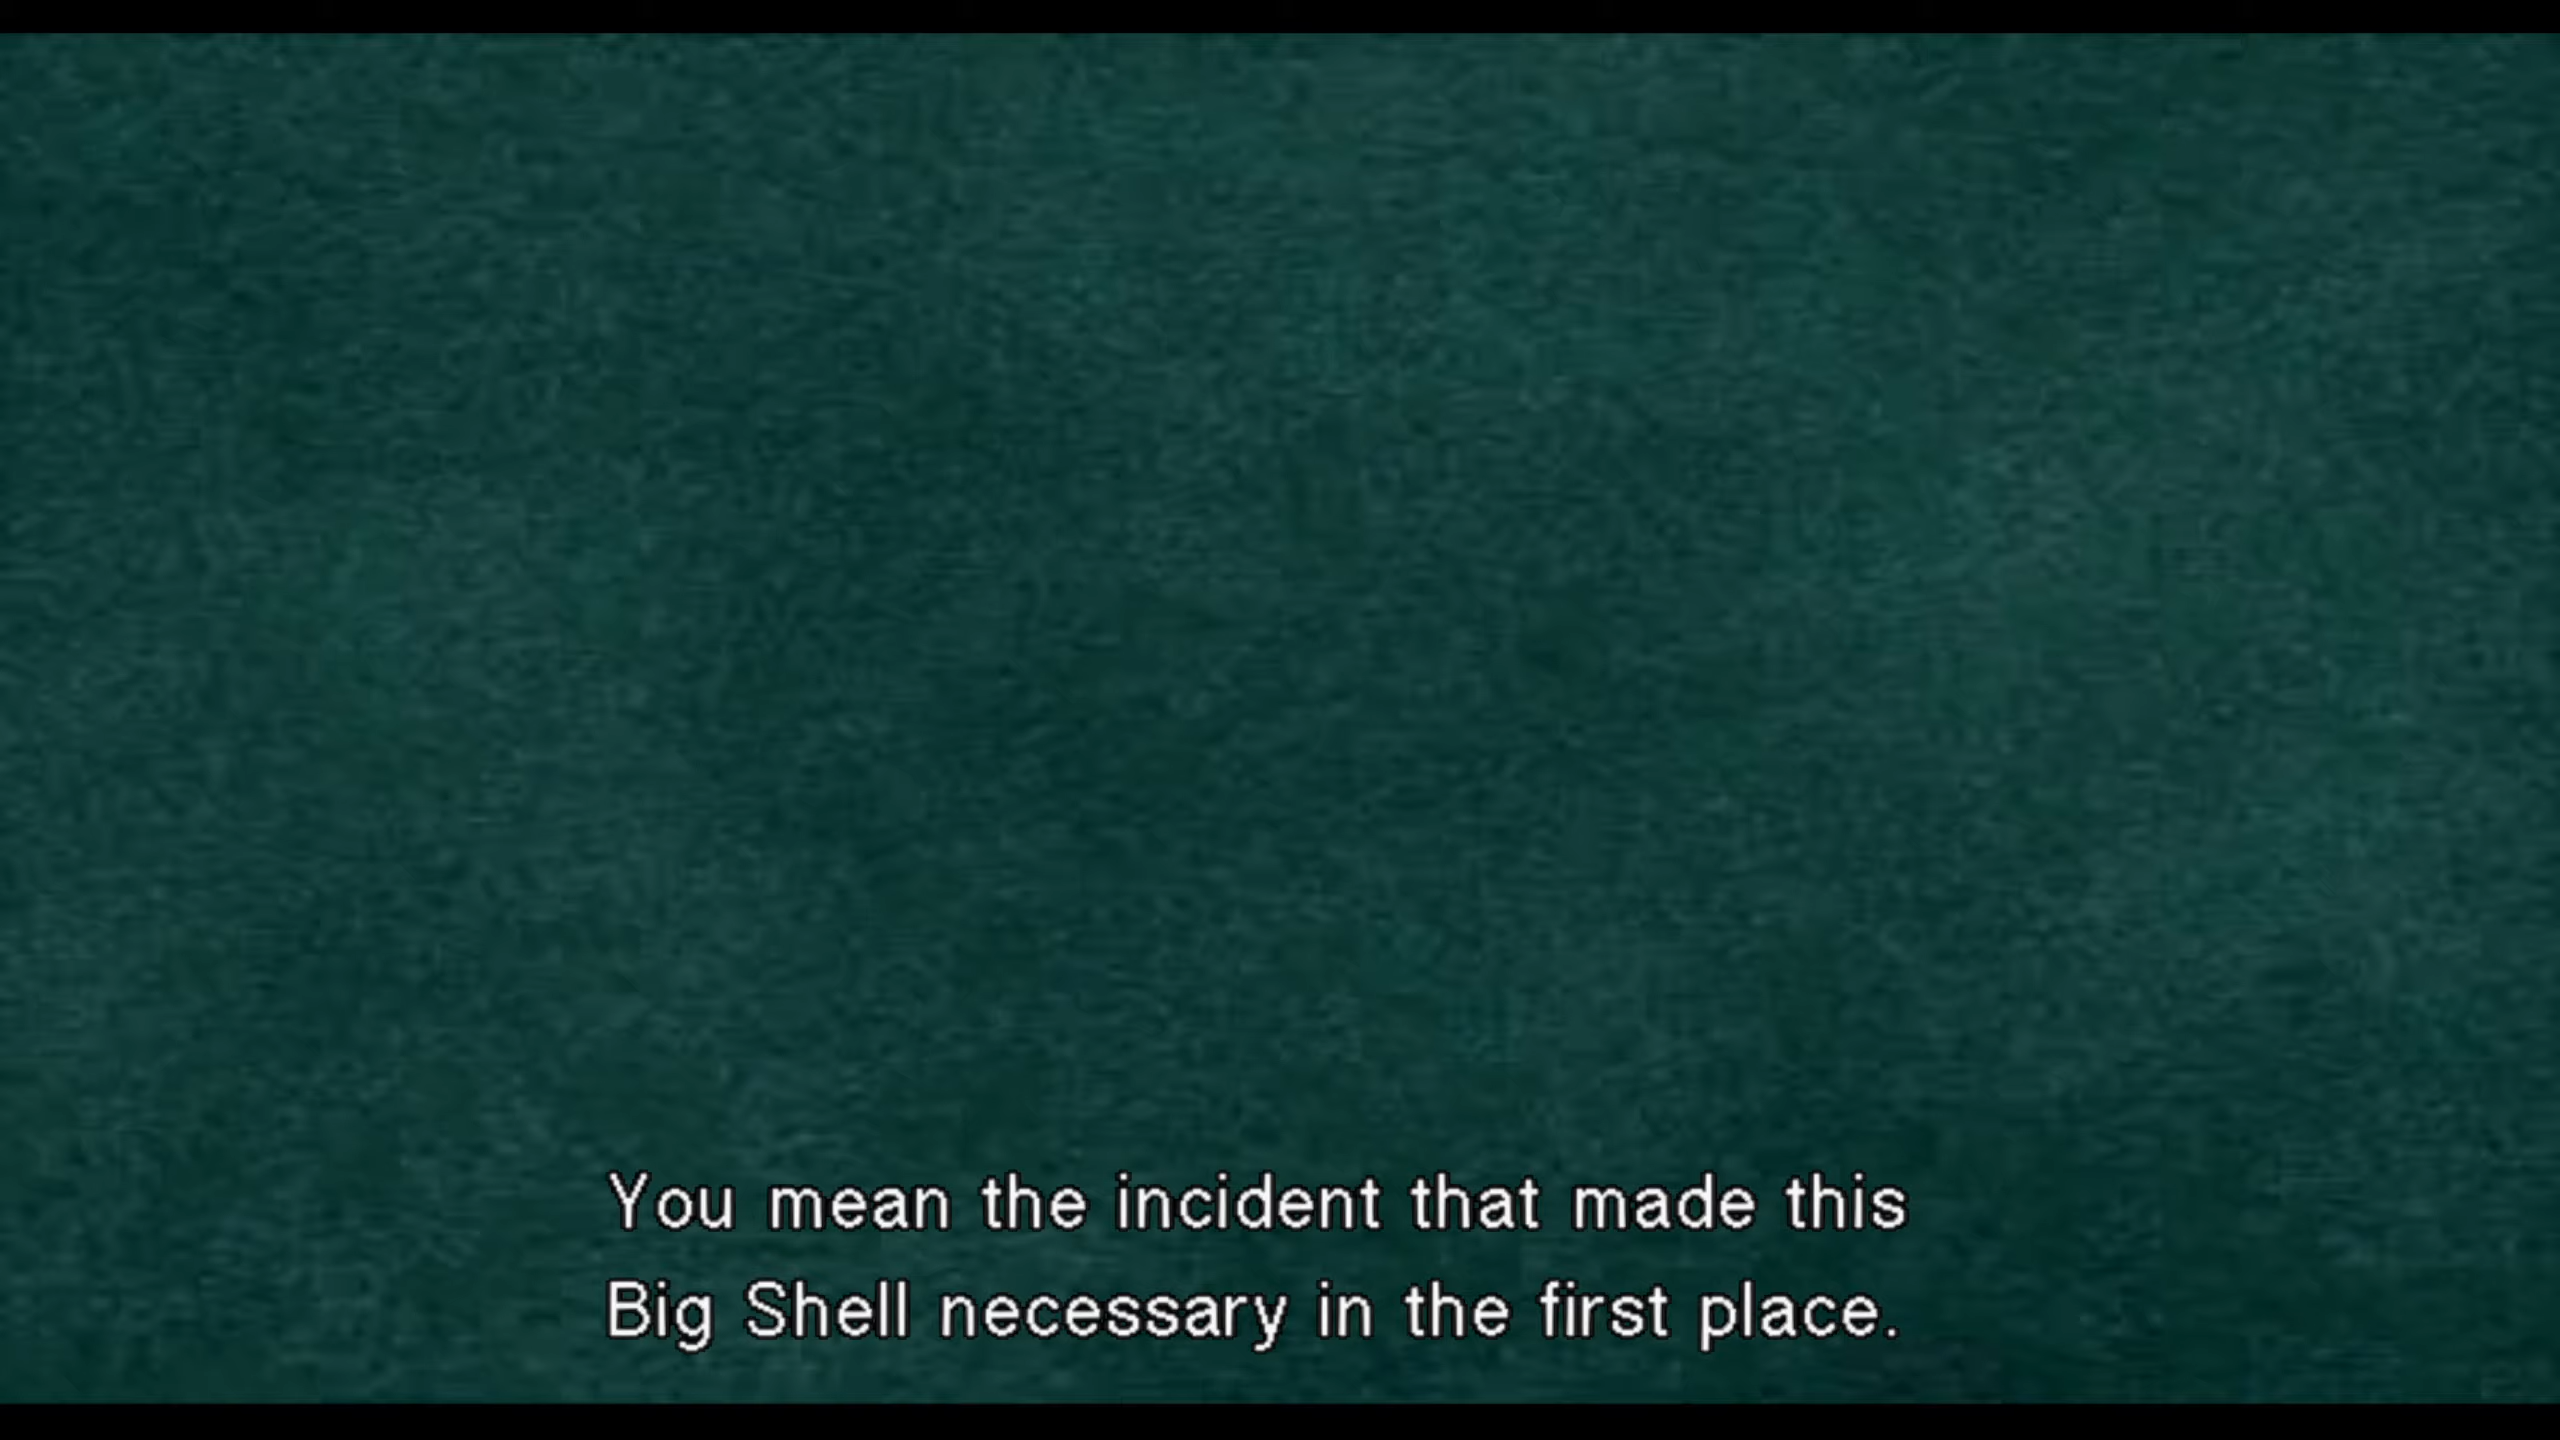 You mean the incident that made this
Big Shell necessary in the first place.